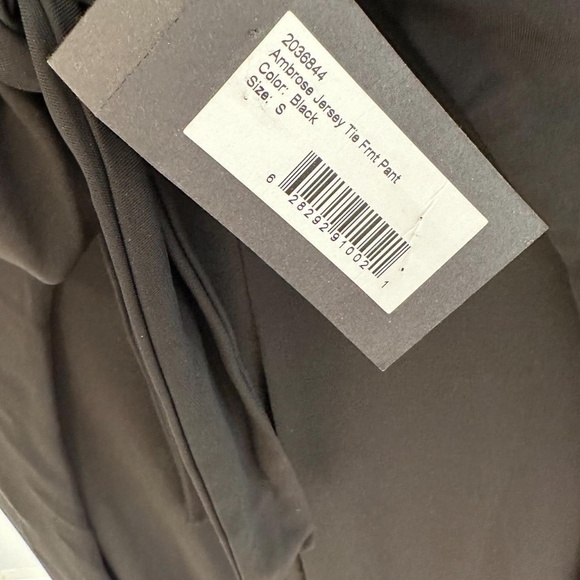 2036844
Ambrose Jersey Tie Frnt Pant
Color: Black
Size: S
6 28292 91002 1